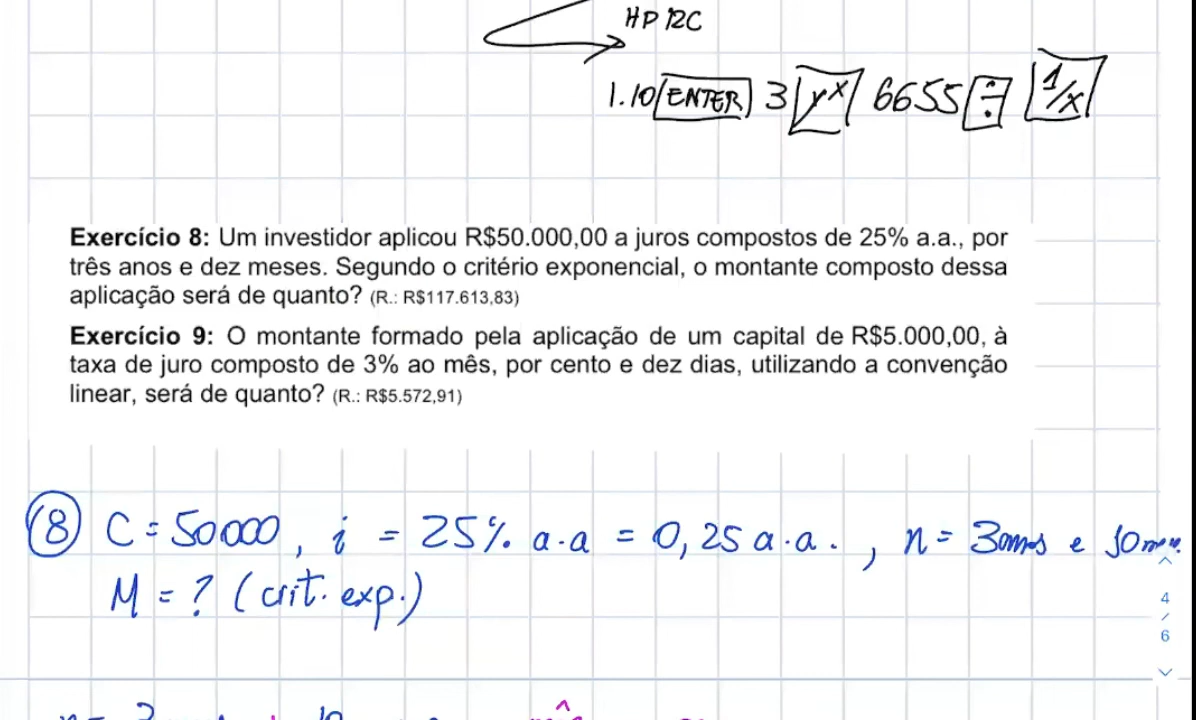 HP 12C
1.10 ENTER 3 yˣ 6655 ÷ 1/x
Exercício 8: Um investidor aplicou R$50.000,00 a juros compostos de 25% a.a., por
três anos e dez meses. Segundo o critério exponencial, o montante composto dessa
aplicação será de quanto? (R.: R$117.613,83)
Exercício 9: O montante formado pela aplicação de um capital de R$5.000,00, à
taxa de juro composto de 3% ao mês, por cento e dez dias, utilizando a convenção
linear, será de quanto? (R.: R$5.572,91)
8 C = 50000, i = 25% a.a = 0,25 a.a., n = 3 anos e 10
M = ? (crit. exp.)
4
/
6